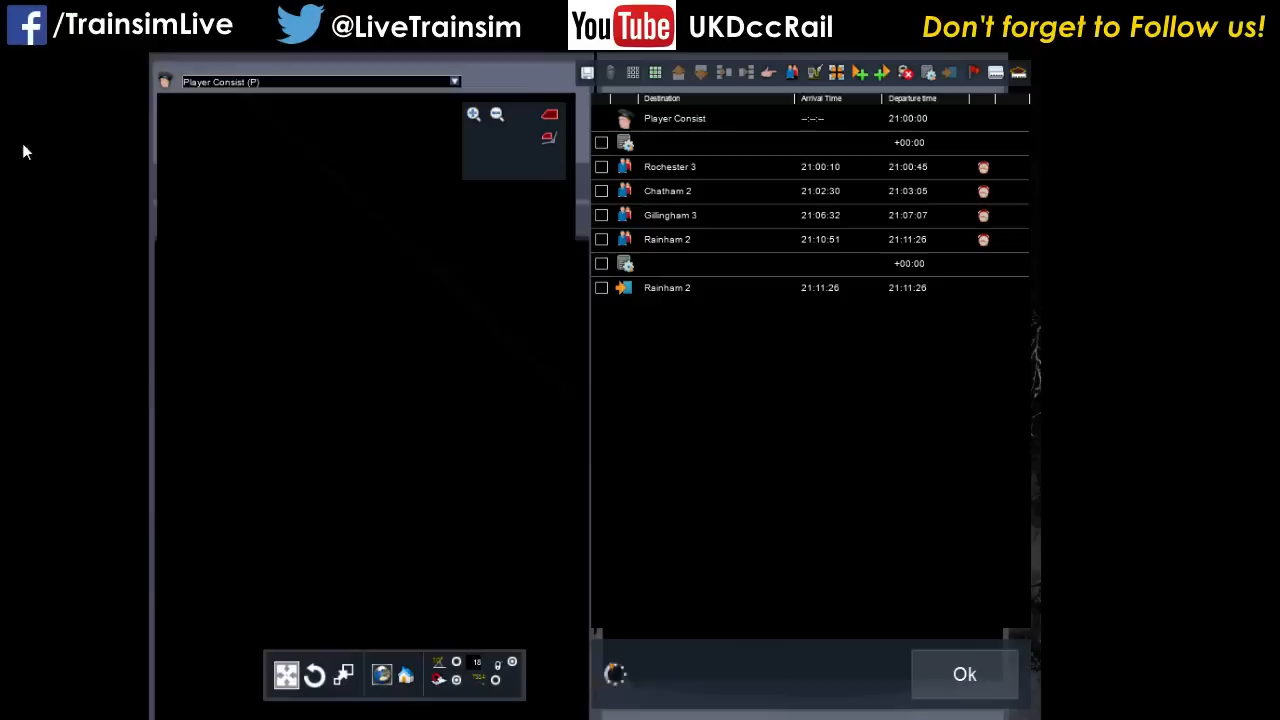 /TrainsimLive @LiveTrainsim YouTube UKDccRail Don't forget to Follow us!
Player Consist (P)
Destination Arrival Time Departure time
Player Consist --:--:-- 21:00:00
+00:00
Rochester 3 21:00:10 21:00:45
Chatham 2 21:02:30 21:03:05
Gillingham 3 21:06:32 21:07:07
Rainham 2 21:10:51 21:11:26
+00:00
Rainham 2 21:11:26 21:11:26
18
Ok